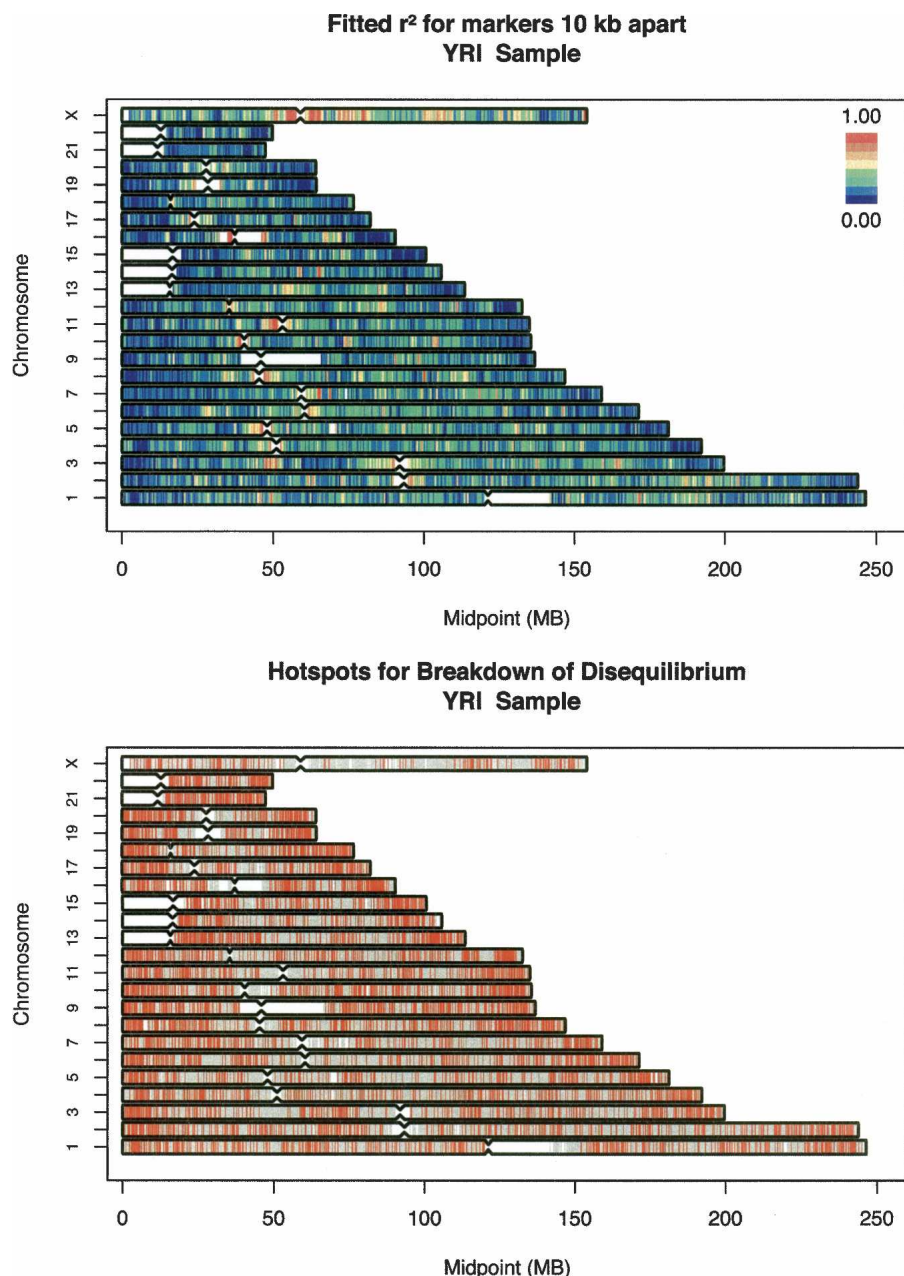 Fitted r² for markers 10 kb apart
YRI Sample
X
21
19
17
15
13
11
9
7
5
3
1
Chromosome
1.00
0.00
0 50 100 150 200 250
Midpoint (MB)
Hotspots for Breakdown of Disequilibrium
YRI Sample
X
21
19
17
15
13
11
9
7
5
3
1
Chromosome
0 50 100 150 200 250
Midpoint (MB)